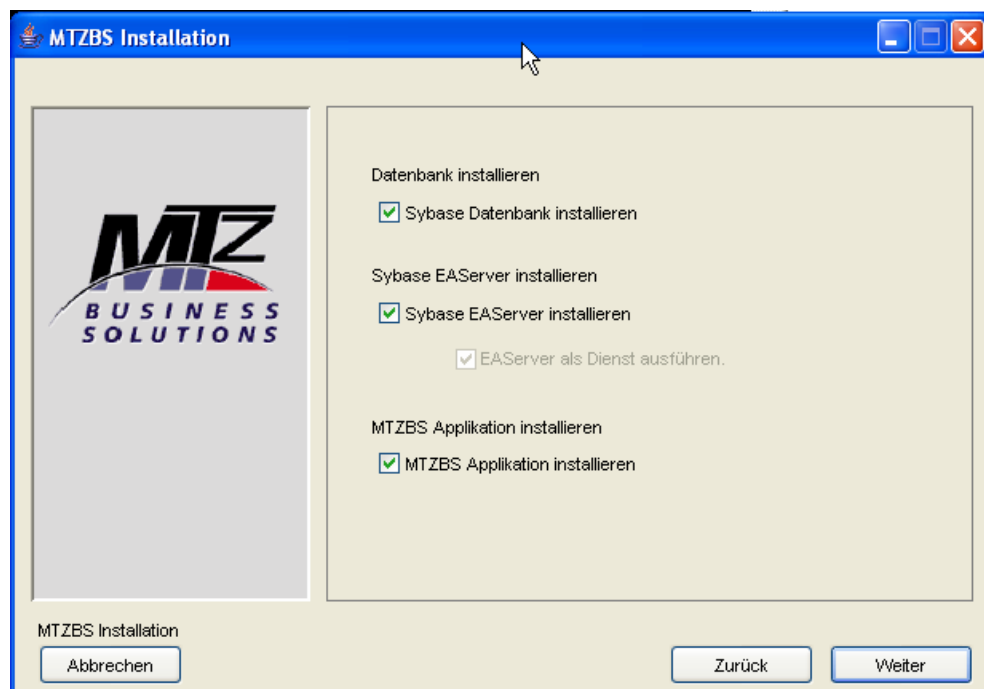 MTZBS Installation
MTZ
BUSINESS
SOLUTIONS
Datenbank installieren
Sybase Datenbank installieren
Sybase EAServer installieren
Sybase EAServer installieren
EAServer als Dienst ausführen.
MTZBS Applikation installieren
MTZBS Applikation installieren
MTZBS Installation
Abbrechen
Zurück
Weiter